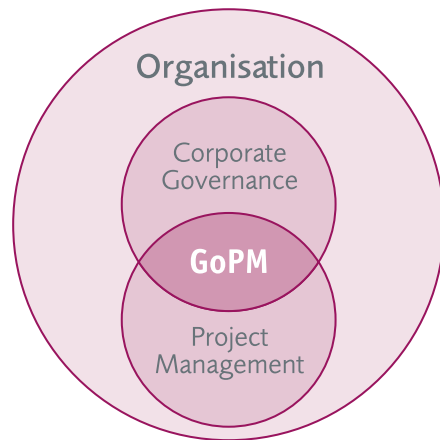 Organisation
Corporate
Governance
GoPM
Project
Management